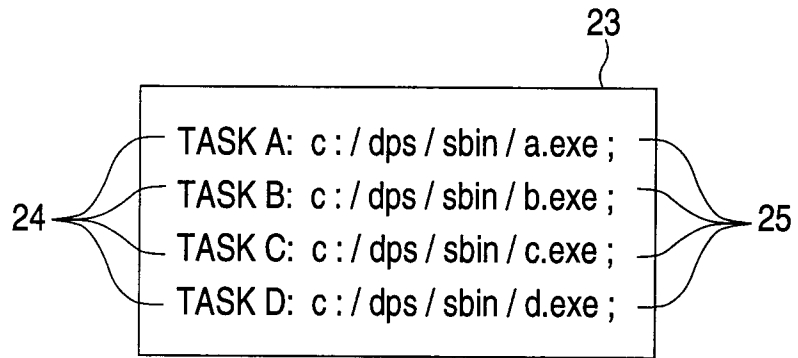 23
TASK A: c : / dps / sbin / a.exe ;
TASK B: c : / dps / sbin / b.exe ;
24
25
TASK C: c : / dps / sbin / c.exe ;
TASK D: c : / dps / sbin / d.exe ;